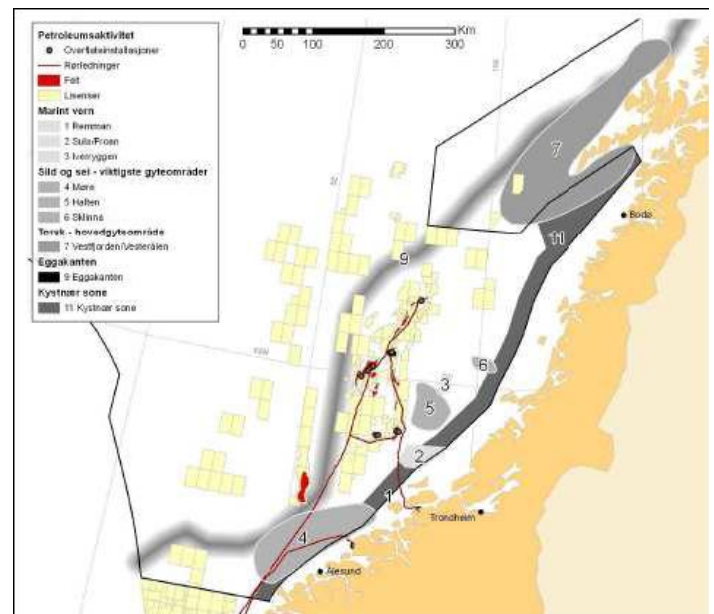 Petroleumsaktivitet
Overflateinstallasjoner
Rørledninger
Felt
Lisenser
Marint vern
1 Remman
2 Sula/Froan
3 Iverryggen
Sild og sei - viktigste gyteområder
4 Møre
5 Halten
6 Sklinna
Torsk - hovedgyteområde
7 Vestfjorden/Vesterålen
Eggakanten
9 Eggakanten
Kystnær sone
11 Kystnær sone
0 50 100 200 300 Km
7
Bodø
11
9
6
3
5
2
1
Trondheim
4
Ålesund